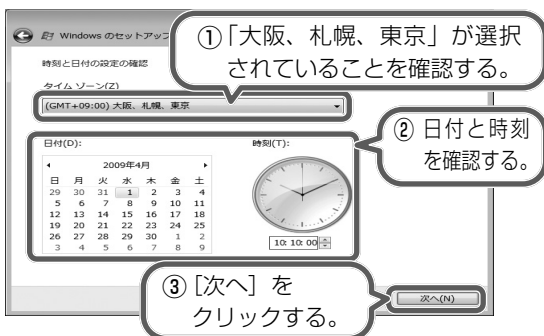 Windows のセットアップ
①「大阪、札幌、東京」が選択
されていることを確認する。
時刻と日付の設定の確認
タイム ゾーン(Z)
(GMT+09:00) 大阪、札幌、東京
日付(D):
時刻(T):
② 日付と時刻
を確認する。
2009年4月
日 月 火 水 木 金 土
29 30 31 1 2 3 4
5 6 7 8 9 10 11
12 13 14 15 16 17 18
19 20 21 22 23 24 25
26 27 28 29 30 1 2
3 4 5 6 7 8 9
10:10:00
③［次へ］を
クリックする。
次へ(N)